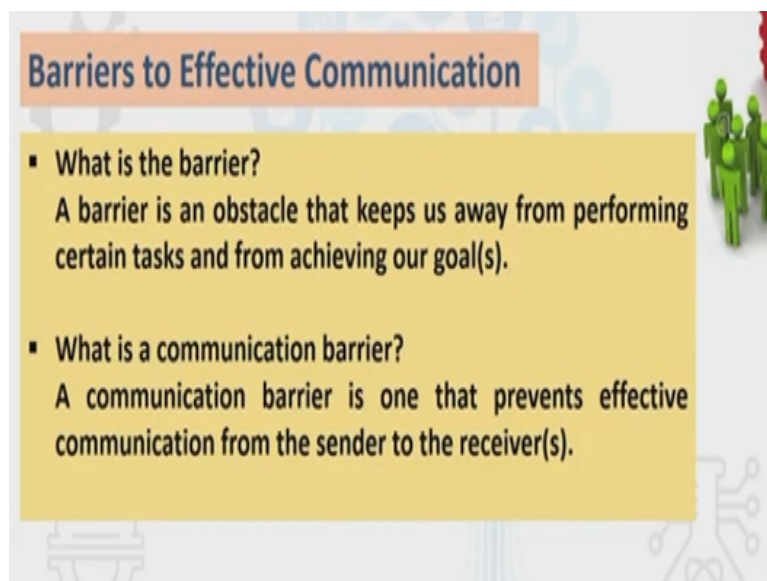 Barriers to Effective Communication
▪ What is the barrier?
A barrier is an obstacle that keeps us away from performing
certain tasks and from achieving our goal(s).
▪ What is a communication barrier?
A communication barrier is one that prevents effective
communication from the sender to the receiver(s).